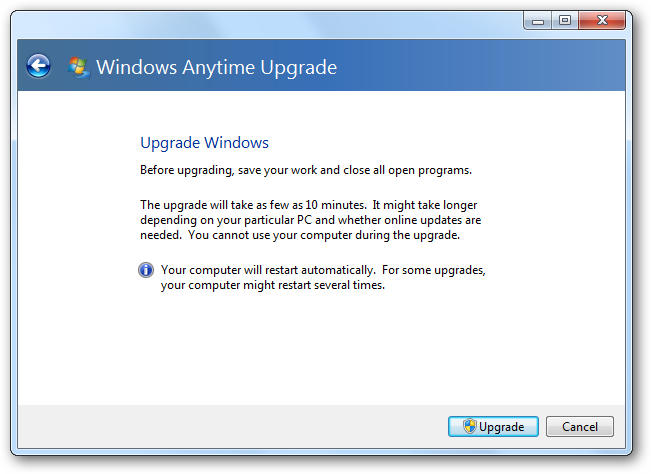 Windows Anytime Upgrade
Upgrade Windows
Before upgrading, save your work and close all open programs.
The upgrade will take as few as 10 minutes.  It might take longer
depending on your particular PC and whether online updates are
needed.  You cannot use your computer during the upgrade.
Your computer will restart automatically.  For some upgrades,
your computer might restart several times.
Upgrade
Cancel